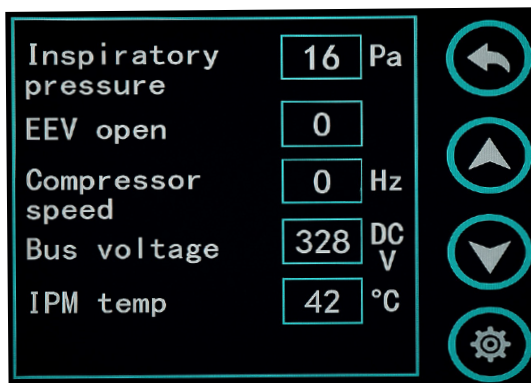 Inspiratory pressure 16 Pa
EEV open 0
Compressor speed 0 Hz
Bus voltage 328 DC V
IPM temp 42 °C